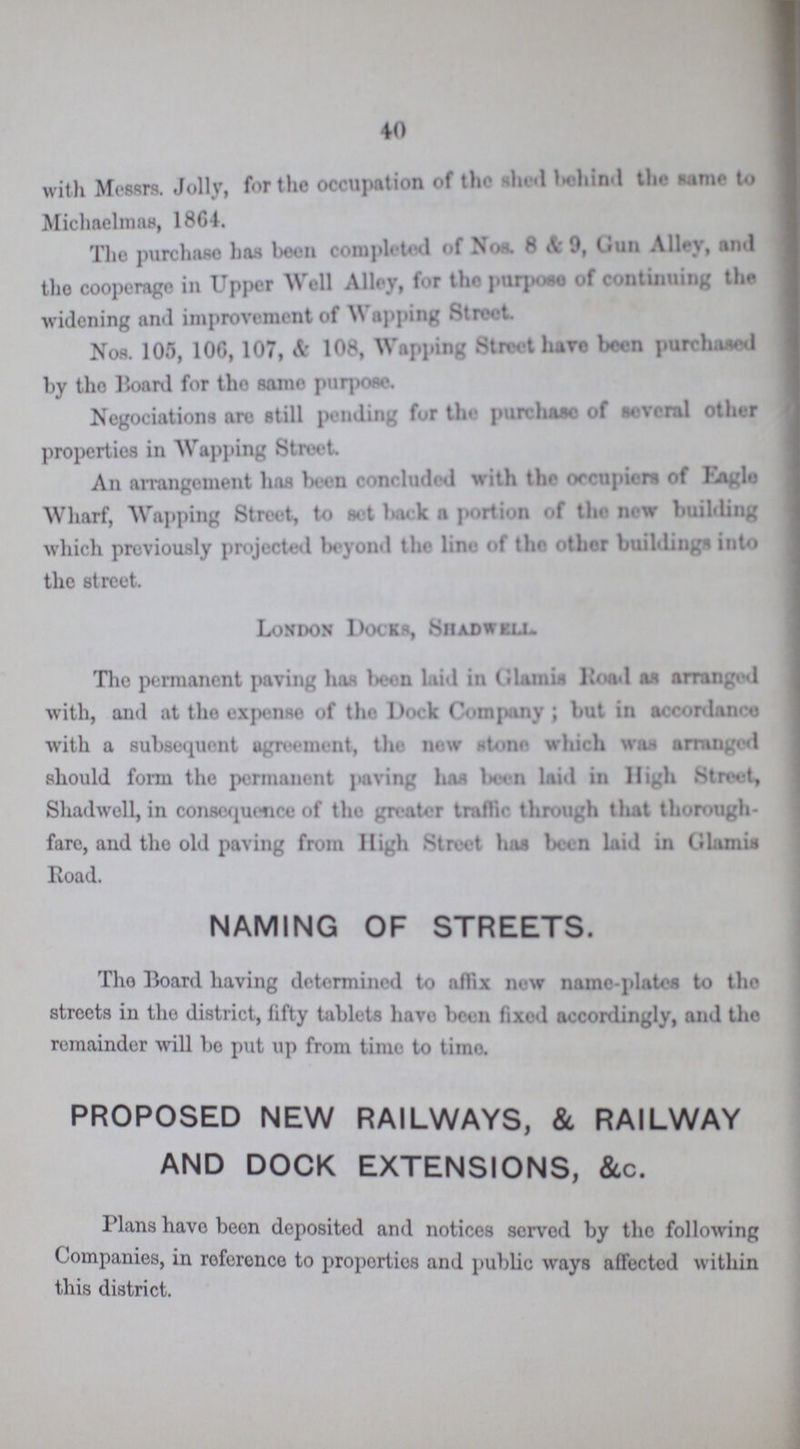 40
with Messrs. Jolly, for the occupation of the shed behind the same to
Michaelmas, 1864.
The purchase has been completed of Nos. 8 & 9, Gun Alley, and
the cooperage in Upper Well Alley, for the purpose of continuing the
widening and improvement of Wapping Street.
Nos. 105, 106, 107, & 108, Wapping Street have been purchased
by the Board for the same purpose.
Negociations are still pending for the purchase of several other
properties in Wapping Street.
An arrangement has been concluded with the occupiers of Eagle
Wharf, Wapping Street, to set back a portion of the new building
which previously projected beyond the line of the other buildings into
the street.
London Docks, Shadwell.
The permanent paving has been laid in Glamis Road as arranged
with, and at the expense of the Dock Company; but in accordance
with a subsequent agreement, the new stone which was arranged
should form the permanent paving has been laid in High Street,
Shadwell, in consequence of the greater traffic through that thorough-
fare, and the old paving from High Street has been laid in Glamis
Road.
NAMING OF STREETS.
The Board having determined to affix new name-plates to the
streets in the district, fifty tablets have been fixed accordingly, and the
remainder will be put up from time to time.
PROPOSED NEW RAILWAYS, & RAILWAY
AND DOCK EXTENSIONS, &c.
Plans have been deposited and notices served by the following
Companies, in reference to properties and public ways affected within
this district.